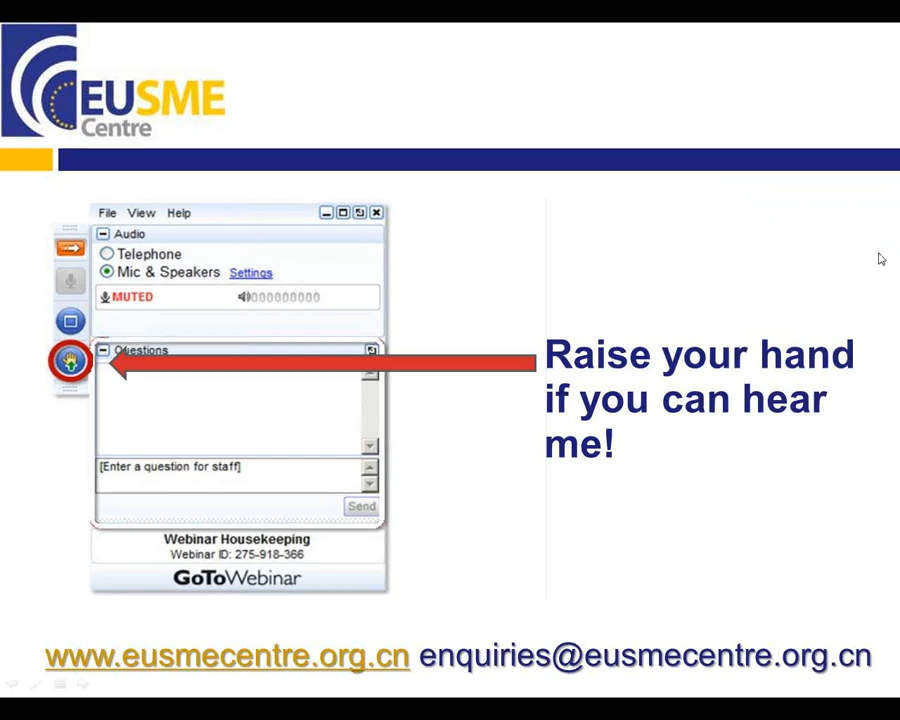 EUSME
Centre
File View Help
Audio
Telephone
Mic & Speakers Settings
MUTED 000000000
Questions
Raise your hand
if you can hear
me!
[Enter a question for staff]
Send
Webinar Housekeeping
Webinar ID: 275-918-366
GoToWebinar
www.eusmecentre.org.cn enquiries@eusmecentre.org.cn